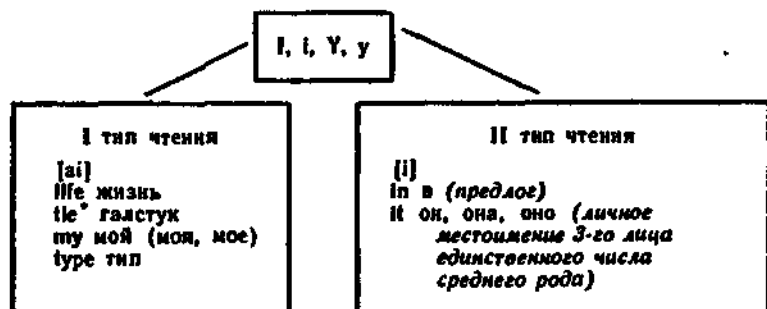 I, i, Y, y
I тип чтения
[ai]
life жизнь
tie* галстук
my мой (моя, мое)
type тип
II тип чтения
[i]
in в (предлог)
it он, она, оно (личное
местоимение 3-го лица
единственного числа
среднего рода)